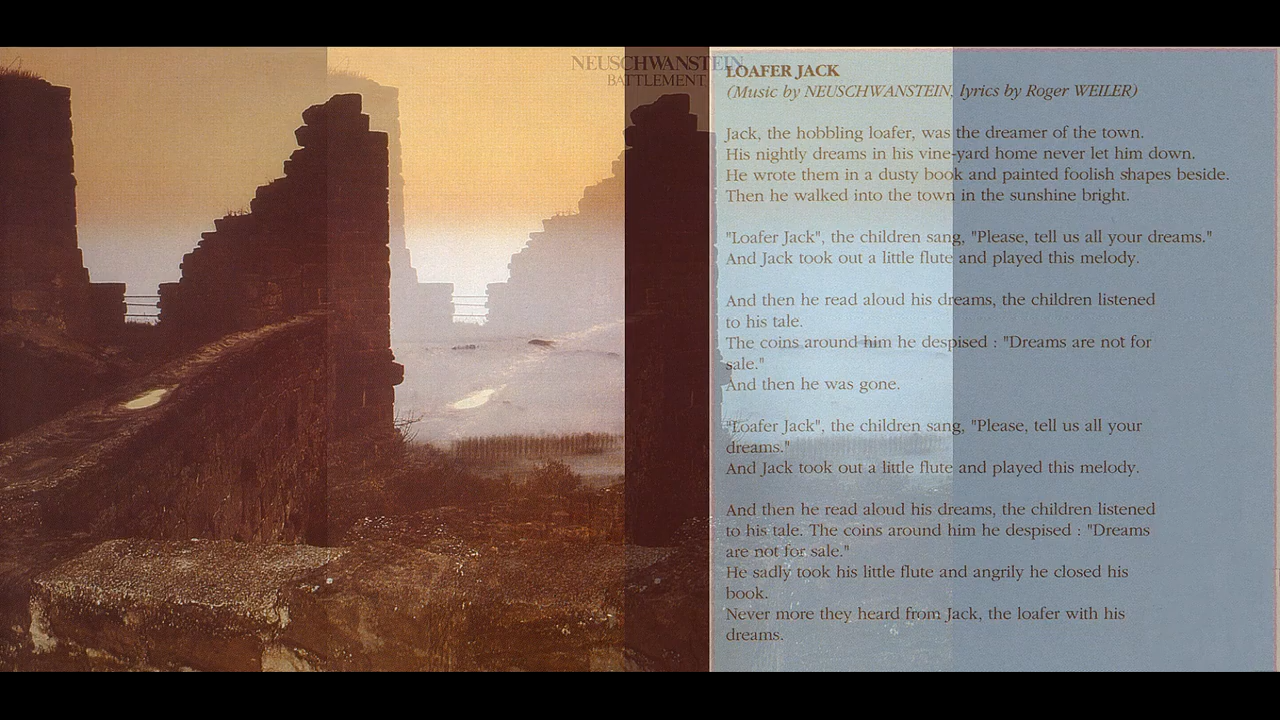 NEUSCHWANSTEIN
BATTLEMENT
LOAFER JACK
(Music by NEUSCHWANSTEIN, lyrics by Roger WEILER)
Jack, the hobbling loafer, was the dreamer of the town.
His nightly dreams in his vine-yard home never let him down.
He wrote them in a dusty book and painted foolish shapes beside.
Then he walked into the town in the sunshine bright.
"Loafer Jack", the children sang, "Please, tell us all your dreams."
And Jack took out a little flute and played this melody.
And then he read aloud his dreams, the children listened
to his tale.
The coins around him he despised : "Dreams are not for
sale."
And then he was gone.
"Loafer Jack", the children sang, "Please, tell us all your
dreams."
And Jack took out a little flute and played this melody.
And then he read aloud his dreams, the children listened
to his tale. The coins around him he despised : "Dreams
are not for sale."
He sadly took his little flute and angrily he closed his
book.
Never more they heard from Jack, the loafer with his
dreams.